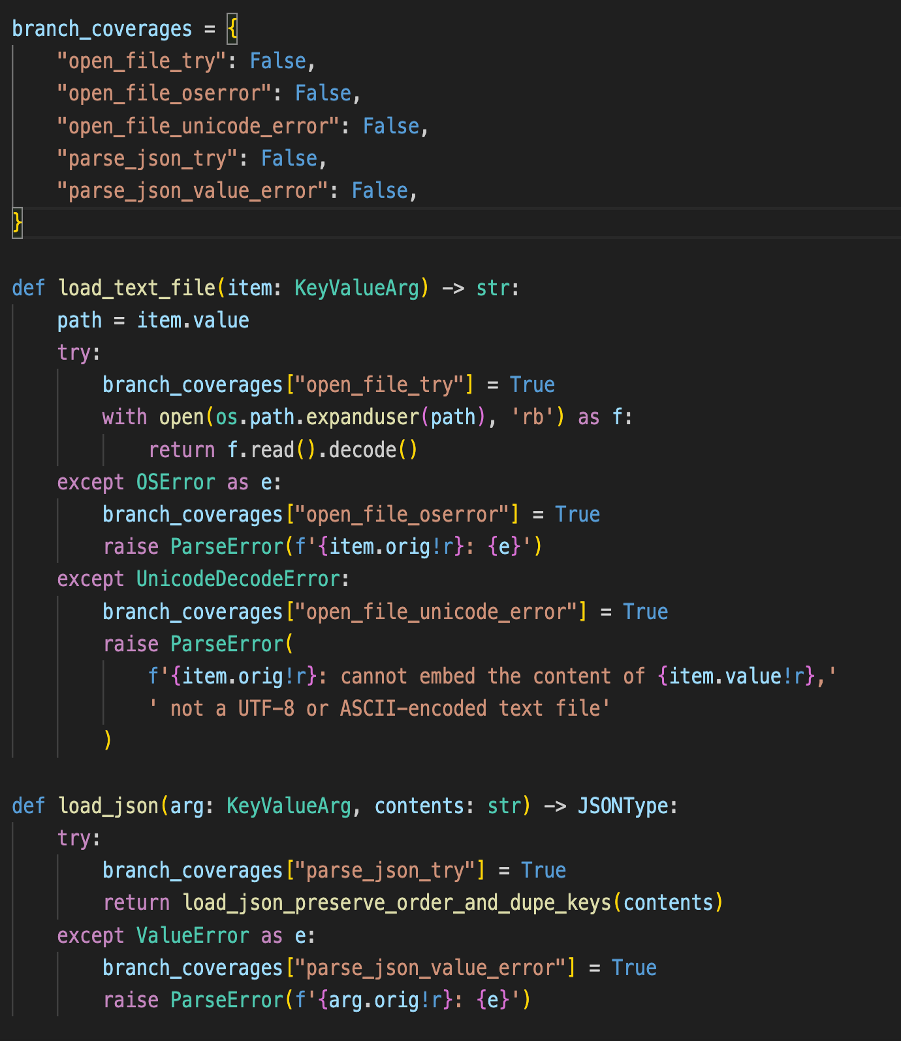 branch_coverages = {
    "open_file_try": False,
    "open_file_oserror": False,
    "open_file_unicode_error": False,
    "parse_json_try": False,
    "parse_json_value_error": False,
}

def load_text_file(item: KeyValueArg) -> str:
    path = item.value
    try:
        branch_coverages["open_file_try"] = True
        with open(os.path.expanduser(path), 'rb') as f:
            return f.read().decode()
    except OSError as e:
        branch_coverages["open_file_oserror"] = True
        raise ParseError(f'{item.orig!r}: {e}')
    except UnicodeDecodeError:
        branch_coverages["open_file_unicode_error"] = True
        raise ParseError(
            f'{item.orig!r}: cannot embed the content of {item.value!r},'
            ' not a UTF-8 or ASCII-encoded text file'
        )

def load_json(arg: KeyValueArg, contents: str) -> JSONType:
    try:
        branch_coverages["parse_json_try"] = True
        return load_json_preserve_order_and_dupe_keys(contents)
    except ValueError as e:
        branch_coverages["parse_json_value_error"] = True
        raise ParseError(f'{arg.orig!r}: {e}')